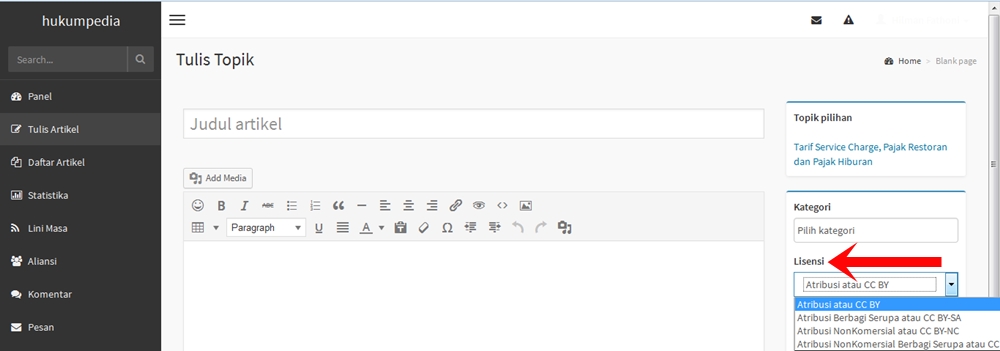 hukumpedia
Search...
Panel
Tulis Artikel
Daftar Artikel
Statistika
Lini Masa
Aliansi
Komentar
Pesan
Tulis Topik
Home > Blank page
Judul artikel
Add Media
B I ABC
Paragraph U A
Topik pilihan
Tarif Service Charge, Pajak Restoran
dan Pajak Hiburan
Kategori
Pilih kategori
Lisensi
Atribusi atau CC BY
Atribusi atau CC BY
Atribusi Berbagi Serupa atau CC BY-SA
Atribusi NonKomersial atau CC BY-NC
Atribusi NonKomersial Berbagi Serupa atau CC